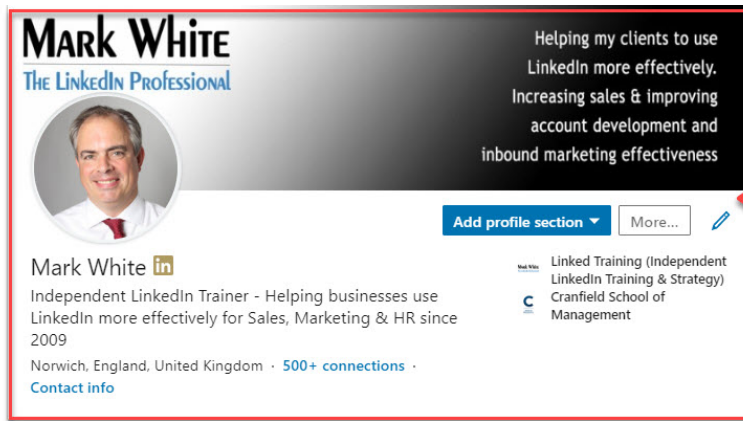 MARK WHITE
THE LINKEDIN PROFESSIONAL
Helping my clients to use
LinkedIn more effectively.
Increasing sales & improving
account development and
inbound marketing effectiveness
Add profile section
More...
Mark White in
Independent LinkedIn Trainer - Helping businesses use
LinkedIn more effectively for Sales, Marketing & HR since
2009
Norwich, England, United Kingdom · 500+ connections ·
Contact info
Mark White
Linked Training (Independent
LinkedIn Training & Strategy)
C
Cranfield School of
Management